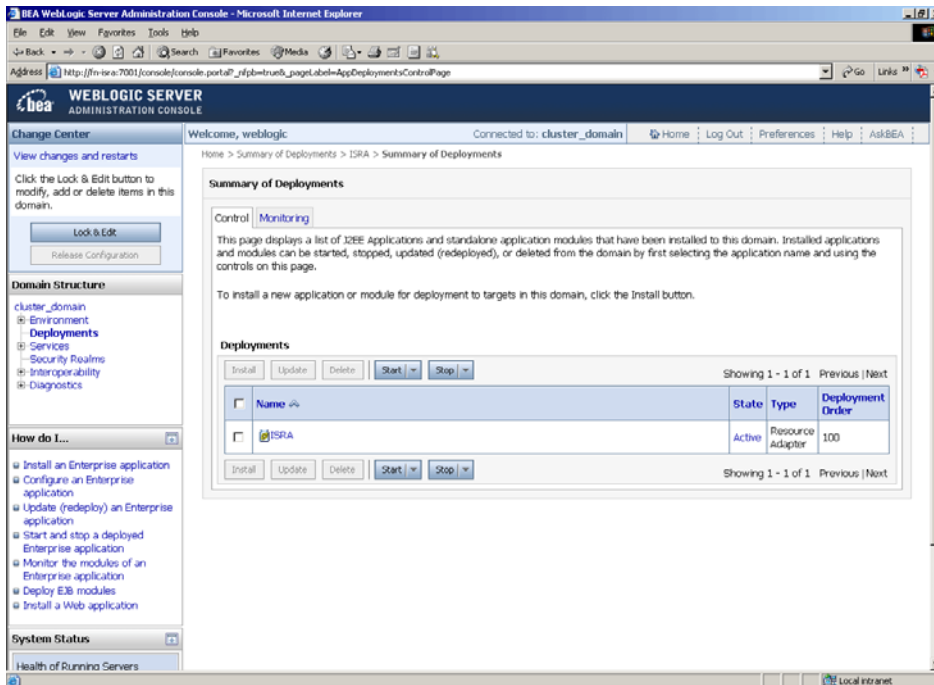 BEA WebLogic Server Administration Console - Microsoft Internet Explorer
File Edit View Favorites Tools Help
Back Search Favorites Media
Address http://fn-isra:7001/console/console.portal?_nfpb=true&_pageLabel=AppDeploymentsControlPage Go Links »
bea WEBLOGIC SERVER
ADMINISTRATION CONSOLE
Change Center
View changes and restarts
Click the Lock & Edit button to
modify, add or delete items in this
domain.
Lock & Edit
Release Configuration
Domain Structure
cluster_domain
Environment
Deployments
Services
Security Realms
Interoperability
Diagnostics
How do I...
Install an Enterprise application
Configure an Enterprise
application
Update (redeploy) an Enterprise
application
Start and stop a deployed
Enterprise application
Monitor the modules of an
Enterprise application
Deploy EJB modules
Install a Web application
System Status
Health of Running Servers
Welcome, weblogic Connected to: cluster_domain Home Log Out Preferences Help AskBEA
Home > Summary of Deployments > ISRA > Summary of Deployments
Summary of Deployments
Control Monitoring
This page displays a list of J2EE Applications and standalone application modules that have been installed to this domain. Installed applications
and modules can be started, stopped, updated (redeployed), or deleted from the domain by first selecting the application name and using the
controls on this page.
To install a new application or module for deployment to targets in this domain, click the Install button.
Deployments
Install Update Delete Start Stop Showing 1 - 1 of 1 Previous | Next
Name State Type Deployment
Order
ISRA Active Resource
Adapter 100
Install Update Delete Start Stop Showing 1 - 1 of 1 Previous | Next
Local intranet